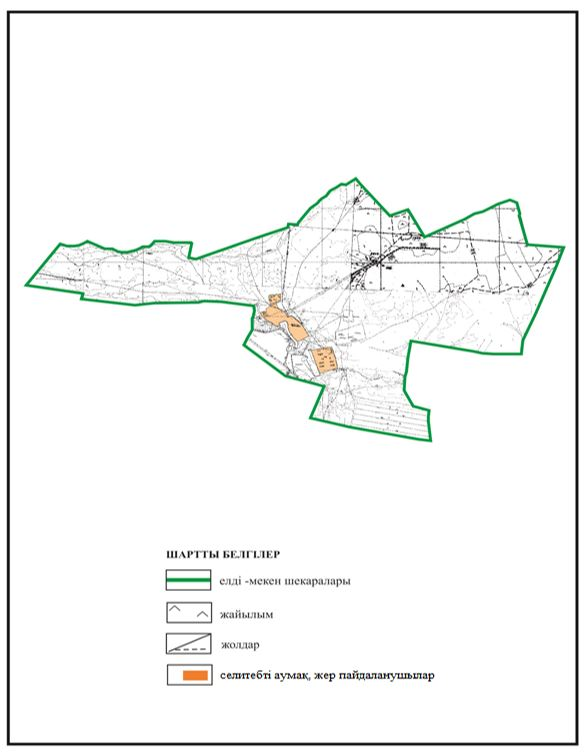 ШАРТТЫ БЕЛГІЛЕР
елді -мекен шекаралары
жайылым
жолдар
селитебті аумақ, жер пайдаланушылар